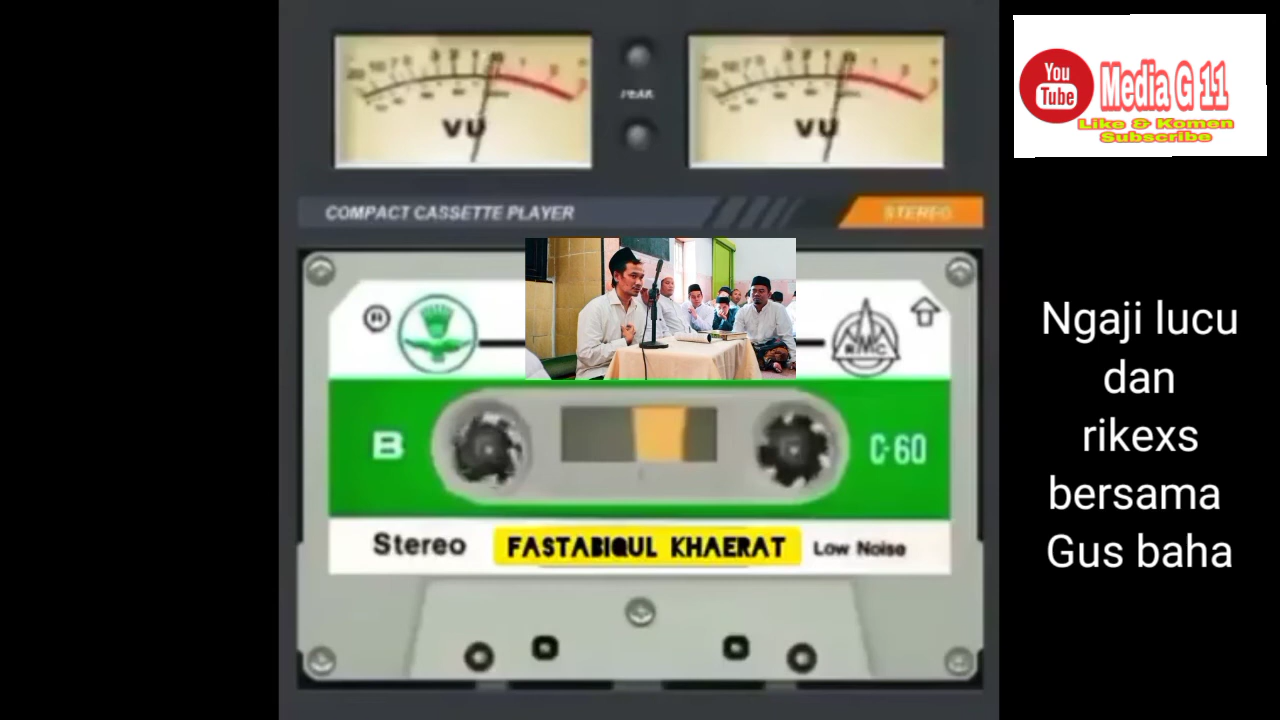 VU
PEAK
VU
COMPACT CASSETTE PLAYER
STEREO
You
Tube
Media G 11
Like & Komen
Subscribe
R
B
C-60
Stereo
FASTABIQUL KHAERAT
Low Noise
Ngaji lucu
dan
rikexs
bersama
Gus baha